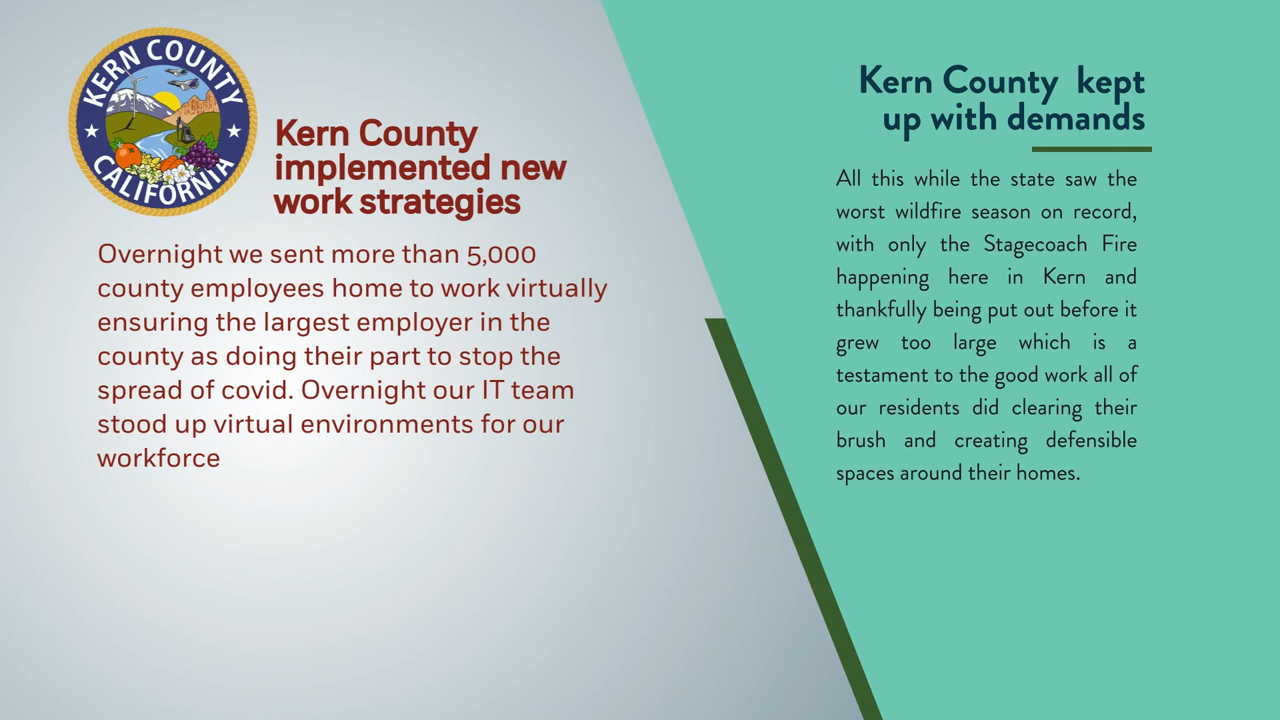 KERN COUNTY
CALIFORNIA
Kern County
implemented new
work strategies
Overnight we sent more than 5,000
county employees home to work virtually
ensuring the largest employer in the
county as doing their part to stop the
spread of covid. Overnight our IT team
stood up virtual environments for our
workforce
Kern County kept
up with demands
All this while the state saw the
worst wildfire season on record,
with only the Stagecoach Fire
happening here in Kern and
thankfully being put out before it
grew too large which is a
testament to the good work all of
our residents did clearing their
brush and creating defensible
spaces around their homes.